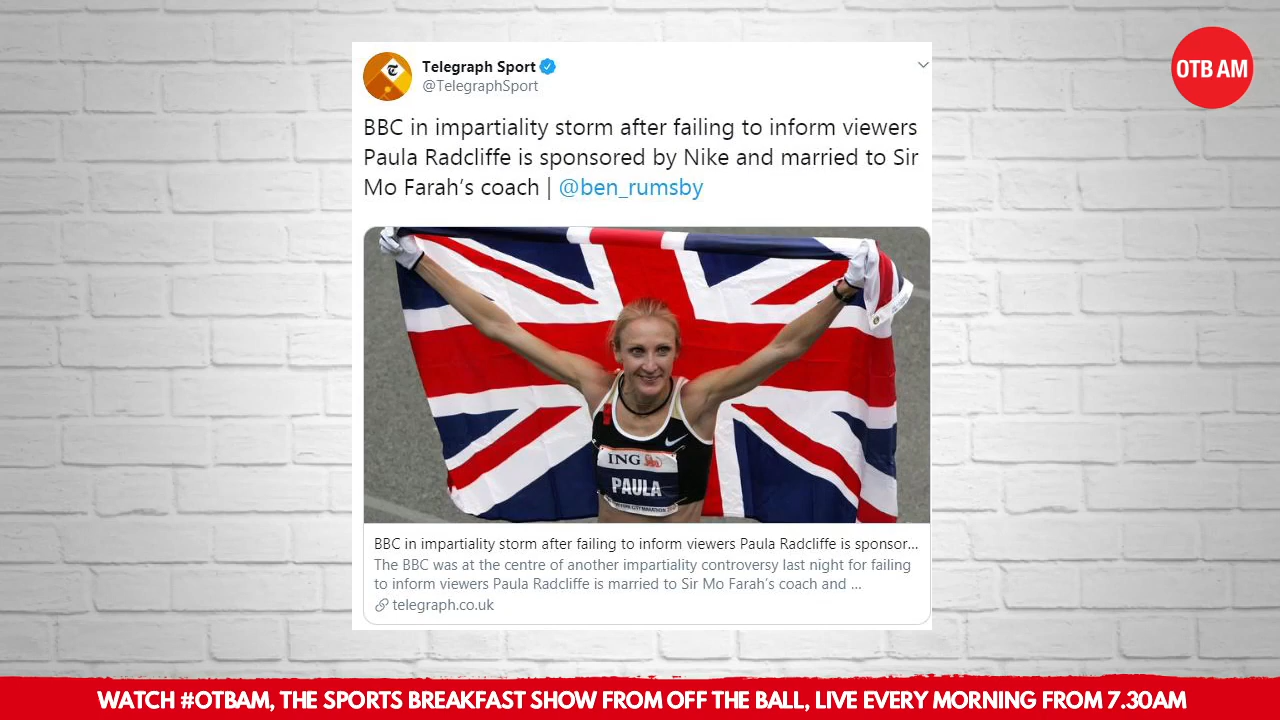 OTB AM
Telegraph Sport
@TelegraphSport
BBC in impartiality storm after failing to inform viewers
Paula Radcliffe is sponsored by Nike and married to Sir
Mo Farah's coach | @ben_rumsby
ING
PAULA
BBC in impartiality storm after failing to inform viewers Paula Radcliffe is sponsor...
The BBC was at the centre of another impartiality controversy last night for failing
to inform viewers Paula Radcliffe is married to Sir Mo Farah's coach and ...
telegraph.co.uk
WATCH #OTBAM, THE SPORTS BREAKFAST SHOW FROM OFF THE BALL, LIVE EVERY MORNING FROM 7.30AM